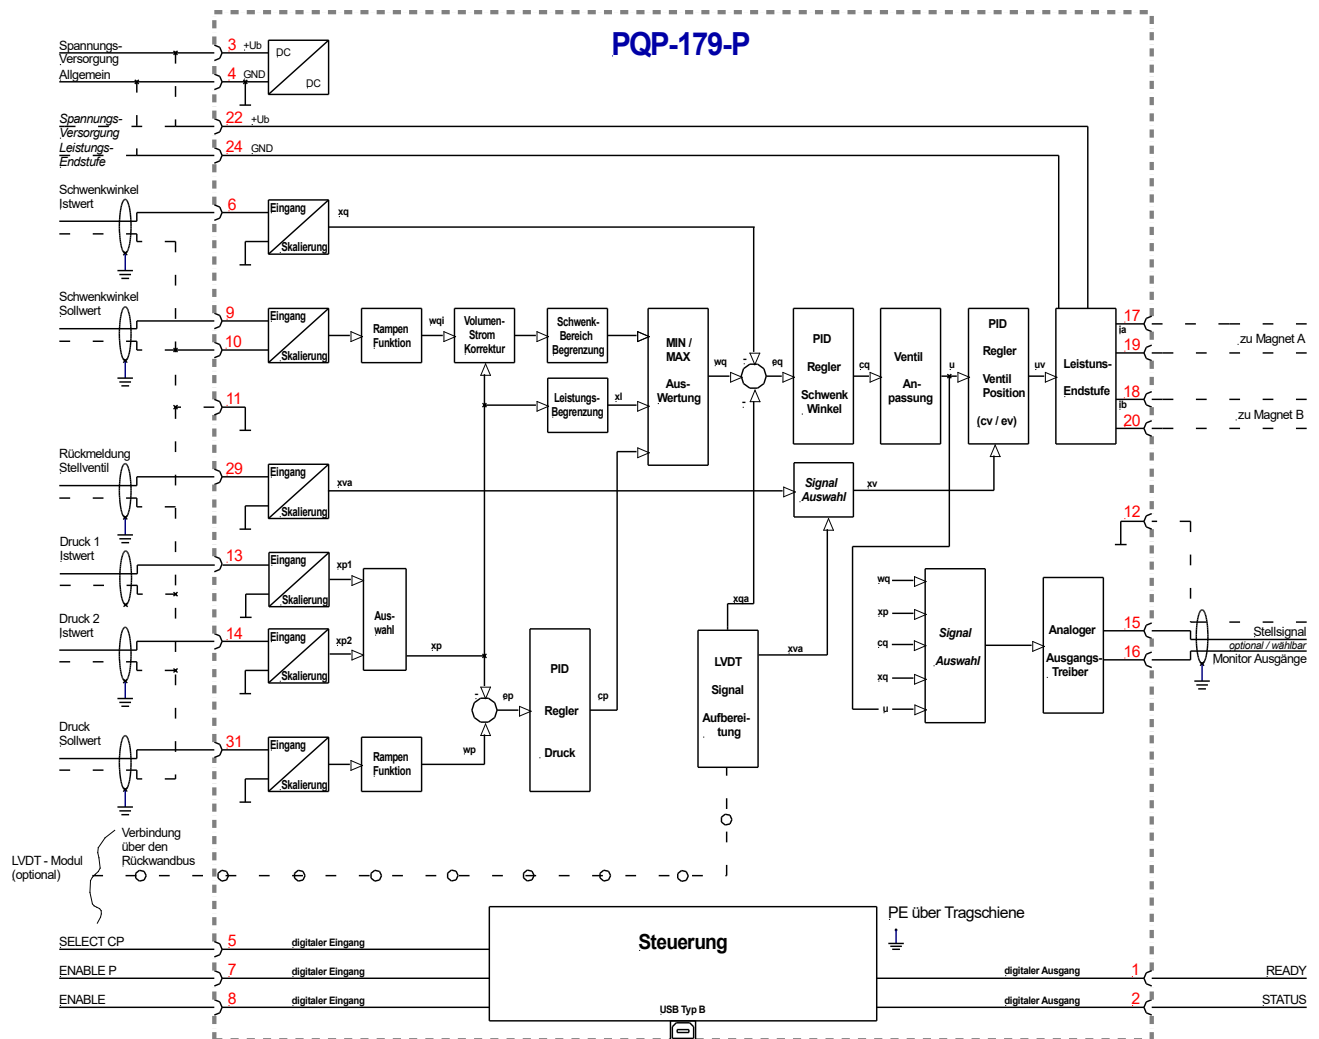 PQP-179-P
Spannungs-
Versorgung
3 +Ub
DC
DC
Allgemein
4 GND
Spannungs-
Versorgung
22 +Ub
Leistungs-
Endstufe
24 GND
Schwenkwinkel
Istwert
6
Eingang
Skalierung
xq
Schwenkwinkel
Sollwert
9
10
Eingang
Skalierung
Rampen
Funktion
wqi
Volumen-
Strom
Korrektur
Schwenk-
Bereich
Begrenzung
Leistungs-
Begrenzung
xl
MIN /
MAX
Aus-
Wertung
wq
-
-
eq
PID
Regler
Schwenk
Winkel
cq
Ventil
An-
passung
u
PID
Regler
Ventil
Position
(cv / ev)
uv
Leistuns-
Endstufe
17
ia
19
zu Magnet A
18
ib
20
zu Magnet B
11
Rückmeldung
Stellventil
29
Eingang
Skalierung
xva
Signal
Auswahl
xv
12
Druck 1
Istwert
13
Eingang
Skalierung
xp1
Druck 2
Istwert
14
Eingang
Skalierung
xp2
Aus-
wahl
xp
-
ep
wp
PID
Regler
Druck
cp
xqa
LVDT
Signal
Aufberei-
tung
xva
wq
xp
cq
xq
u
Signal
Auswahl
Analoger
Ausgangs-
Treiber
15
16
Stellsignal
optional / wählbar
Monitor Ausgänge
Druck
Sollwert
31
Eingang
Skalierung
Rampen
Funktion
LVDT - Modul
(optional)
Verbindung
über den
Rückwandbus
PE über Tragschiene
SELECT CP
5
digitaler Eingang
ENABLE P
7
digitaler Eingang
ENABLE
8
digitaler Eingang
Steuerung
USB Typ B
digitaler Ausgang
1
READY
digitaler Ausgang
2
STATUS